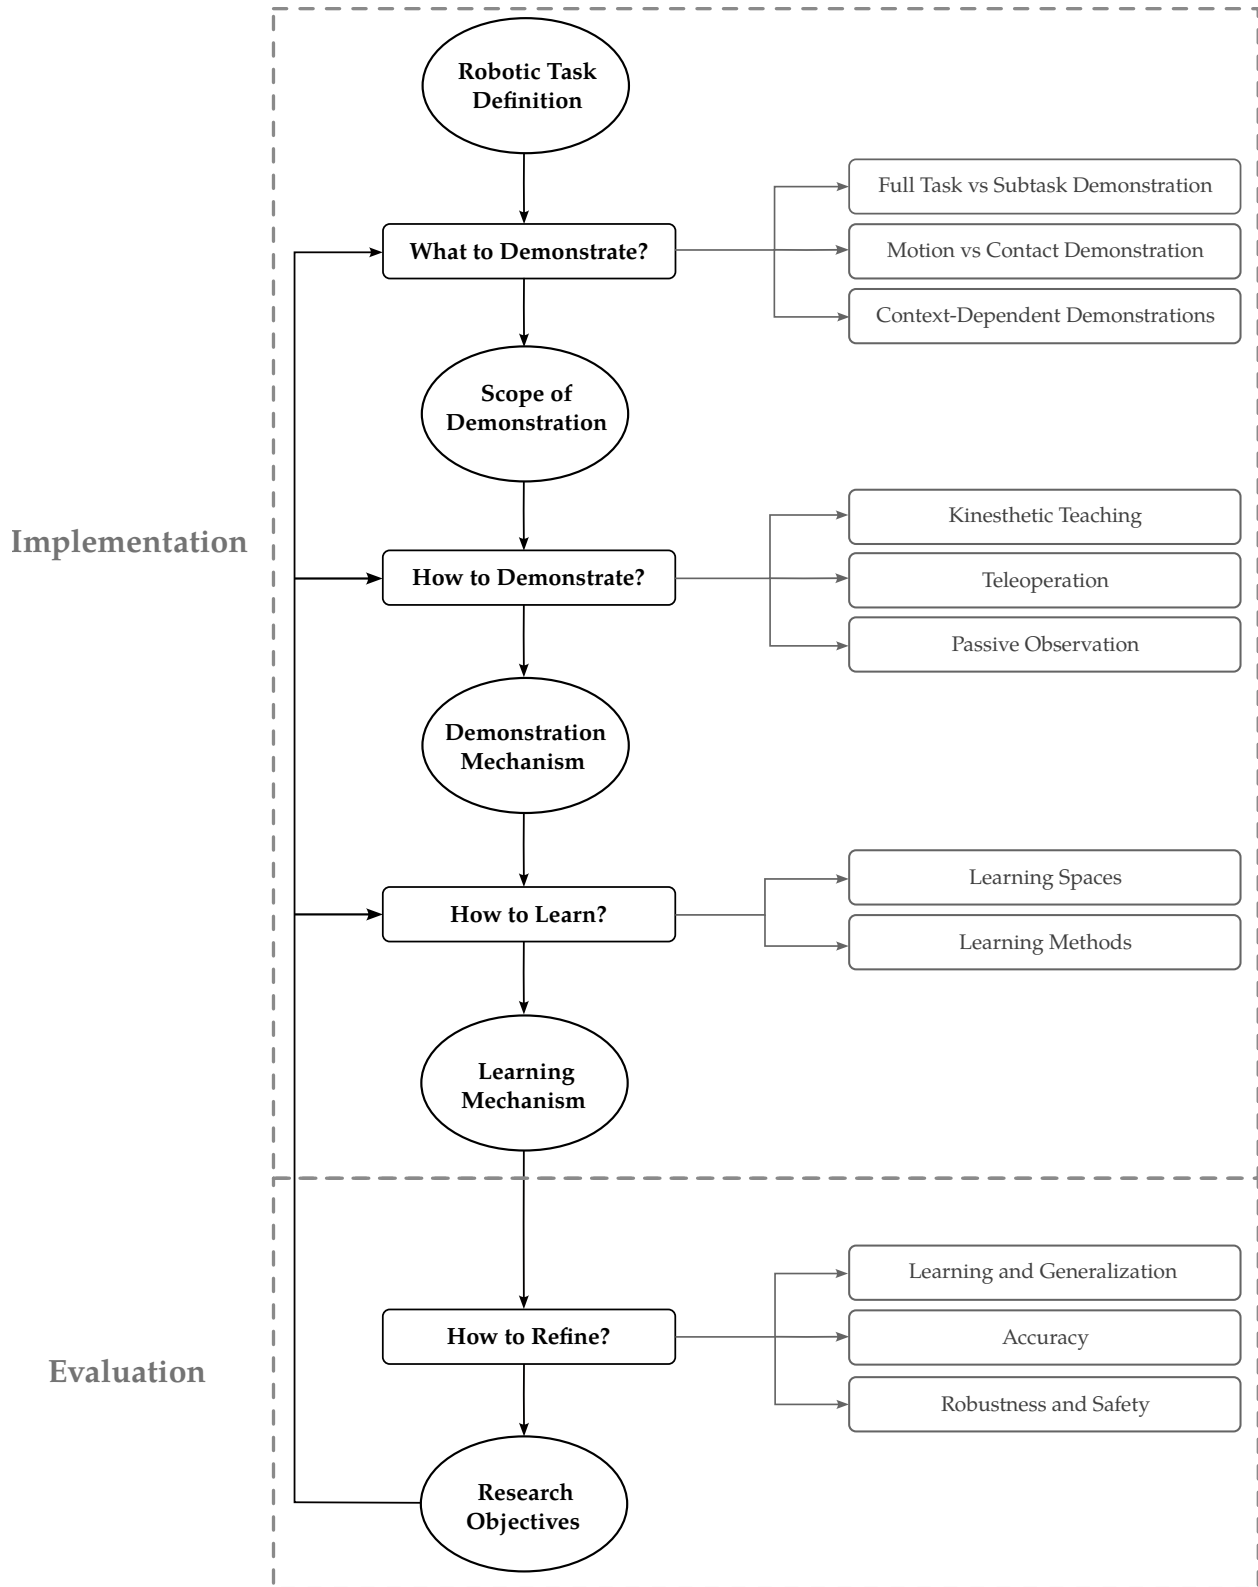 Robotic Task
Definition
Full Task vs Subtask Demonstration
What to Demonstrate?
Motion vs Contact Demonstration
Context-Dependent Demonstrations
Scope of
Demonstration
Kinesthetic Teaching
Implementation
How to Demonstrate?
Teleoperation
Passive Observation
Demonstration
Mechanism
Learning Spaces
How to Learn?
Learning Methods
Learning
Mechanism
Learning and Generalization
How to Refine?
Accuracy
Evaluation
Robustness and Safety
Research
Objectives